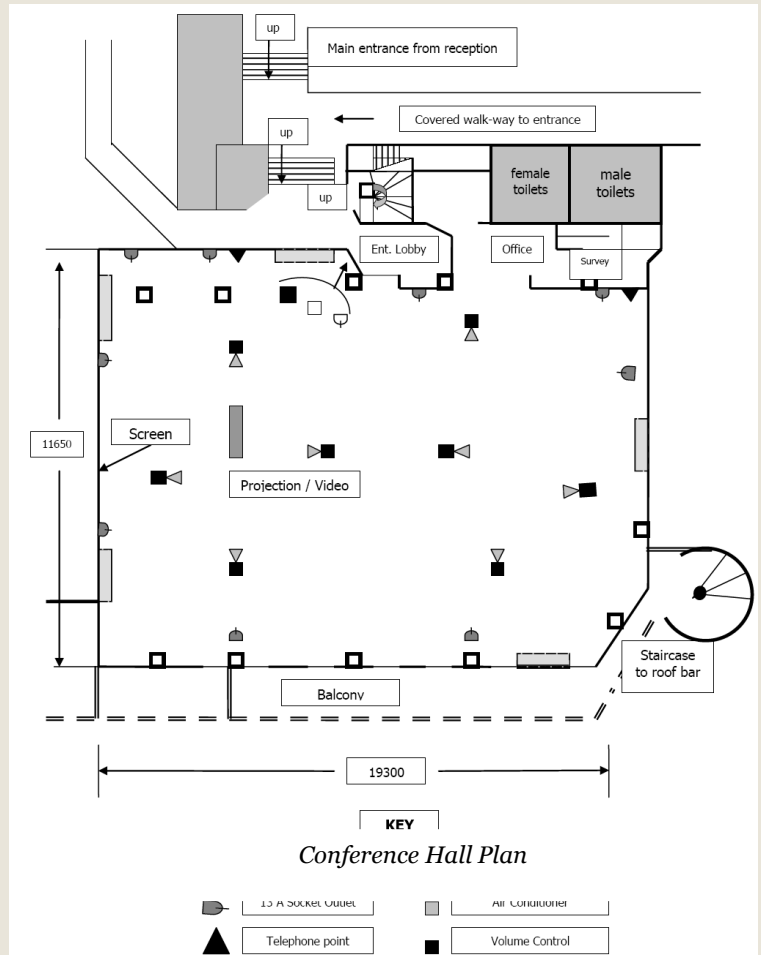 up
Main entrance from reception
Covered walk-way to entrance
up
up
female
toilets
male
toilets
Ent. Lobby
Office
Survey
11650
Screen
Projection / Video
Staircase
to roof bar
Balcony
19300
KEY
Conference Hall Plan
13 A Socket Outlet
Air Conditioner
Telephone point
Volume Control